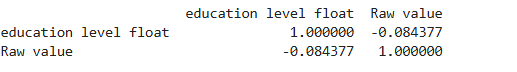 education level float Raw value
education level float 1.000000 -0.084377
Raw value -0.084377 1.000000